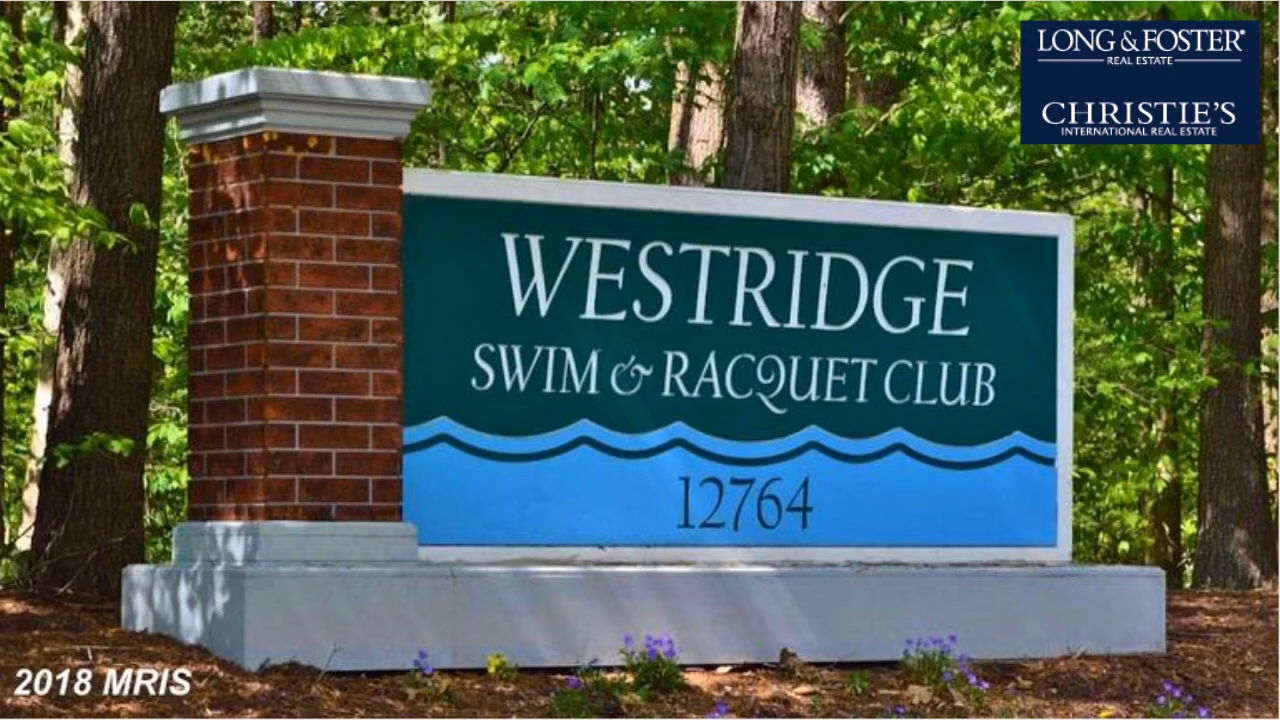 LONG & FOSTER®
REAL ESTATE
CHRISTIE'S
INTERNATIONAL REAL ESTATE
WESTRIDGE
SWIM & RACQUET CLUB
12764
2018 MRIS